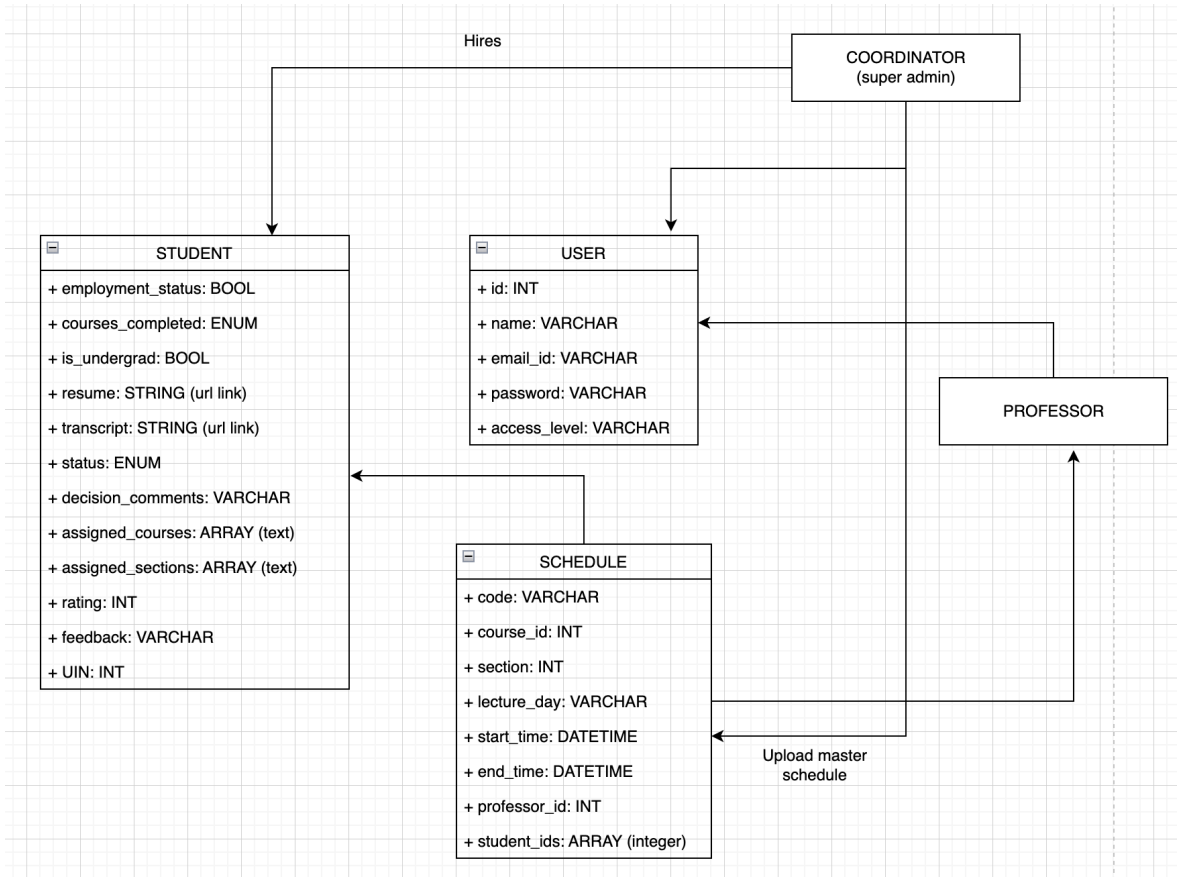 Hires
COORDINATOR
(super admin)
STUDENT
+ employment_status: BOOL
+ courses_completed: ENUM
+ is_undergrad: BOOL
+ resume: STRING (url link)
+ transcript: STRING (url link)
+ status: ENUM
+ decision_comments: VARCHAR
+ assigned_courses: ARRAY (text)
+ assigned_sections: ARRAY (text)
+ rating: INT
+ feedback: VARCHAR
+ UIN: INT
USER
+ id: INT
+ name: VARCHAR
+ email_id: VARCHAR
+ password: VARCHAR
+ access_level: VARCHAR
PROFESSOR
SCHEDULE
+ code: VARCHAR
+ course_id: INT
+ section: INT
+ lecture_day: VARCHAR
+ start_time: DATETIME
+ end_time: DATETIME
+ professor_id: INT
+ student_ids: ARRAY (integer)
Upload master
schedule